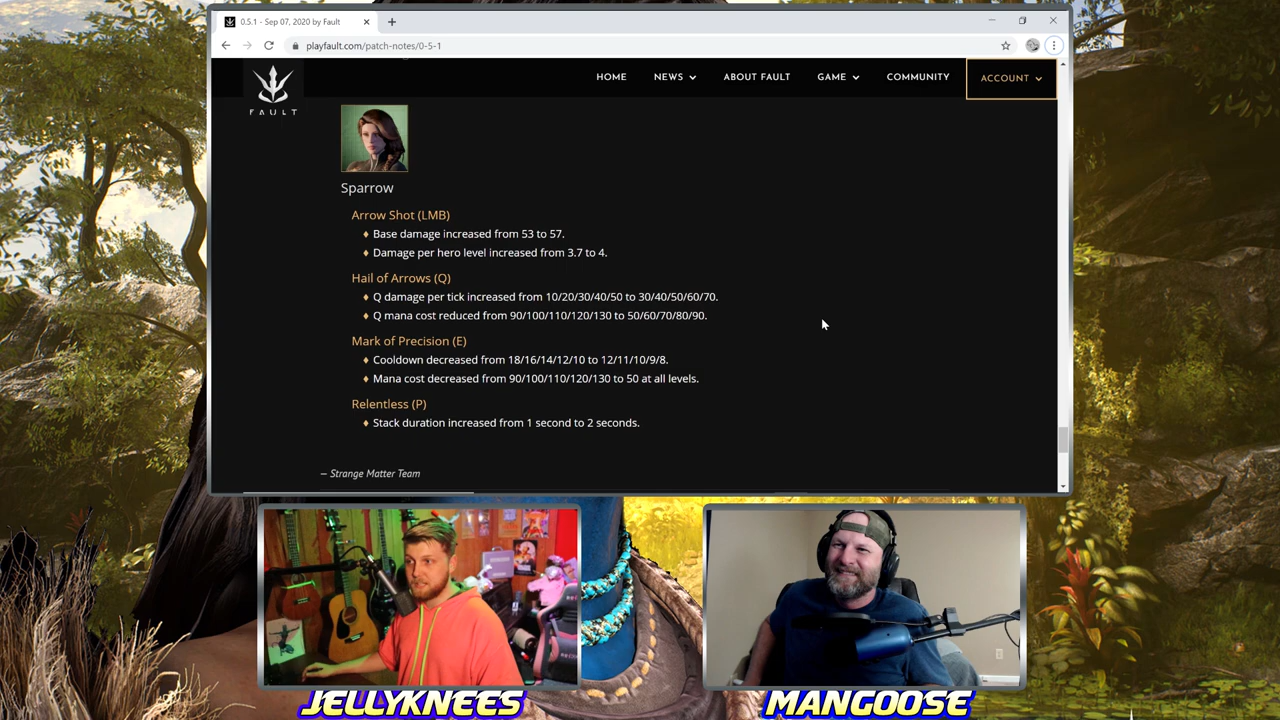 0.5.1 - Sep 07, 2020 by Fault
playfault.com/patch-notes/0-5-1
FAULT
HOME NEWS ABOUT FAULT GAME COMMUNITY ACCOUNT
Sparrow
Arrow Shot (LMB)
♦ Base damage increased from 53 to 57.
♦ Damage per hero level increased from 3.7 to 4.
Hail of Arrows (Q)
♦ Q damage per tick increased from 10/20/30/40/50 to 30/40/50/60/70.
♦ Q mana cost reduced from 90/100/110/120/130 to 50/60/70/80/90.
Mark of Precision (E)
♦ Cooldown decreased from 18/16/14/12/10 to 12/11/10/9/8.
♦ Mana cost decreased from 90/100/110/120/130 to 50 at all levels.
Relentless (P)
♦ Stack duration increased from 1 second to 2 seconds.
— Strange Matter Team
JELLYKNEES
MANGOOSE